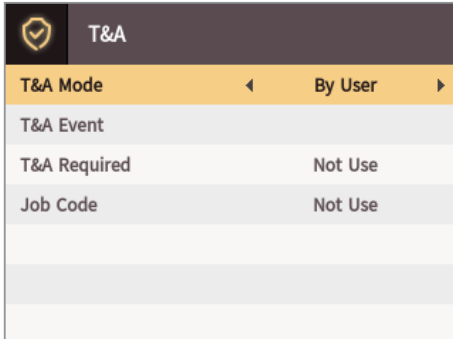 T&A
T&A Mode By User
T&A Event
T&A Required Not Use
Job Code Not Use